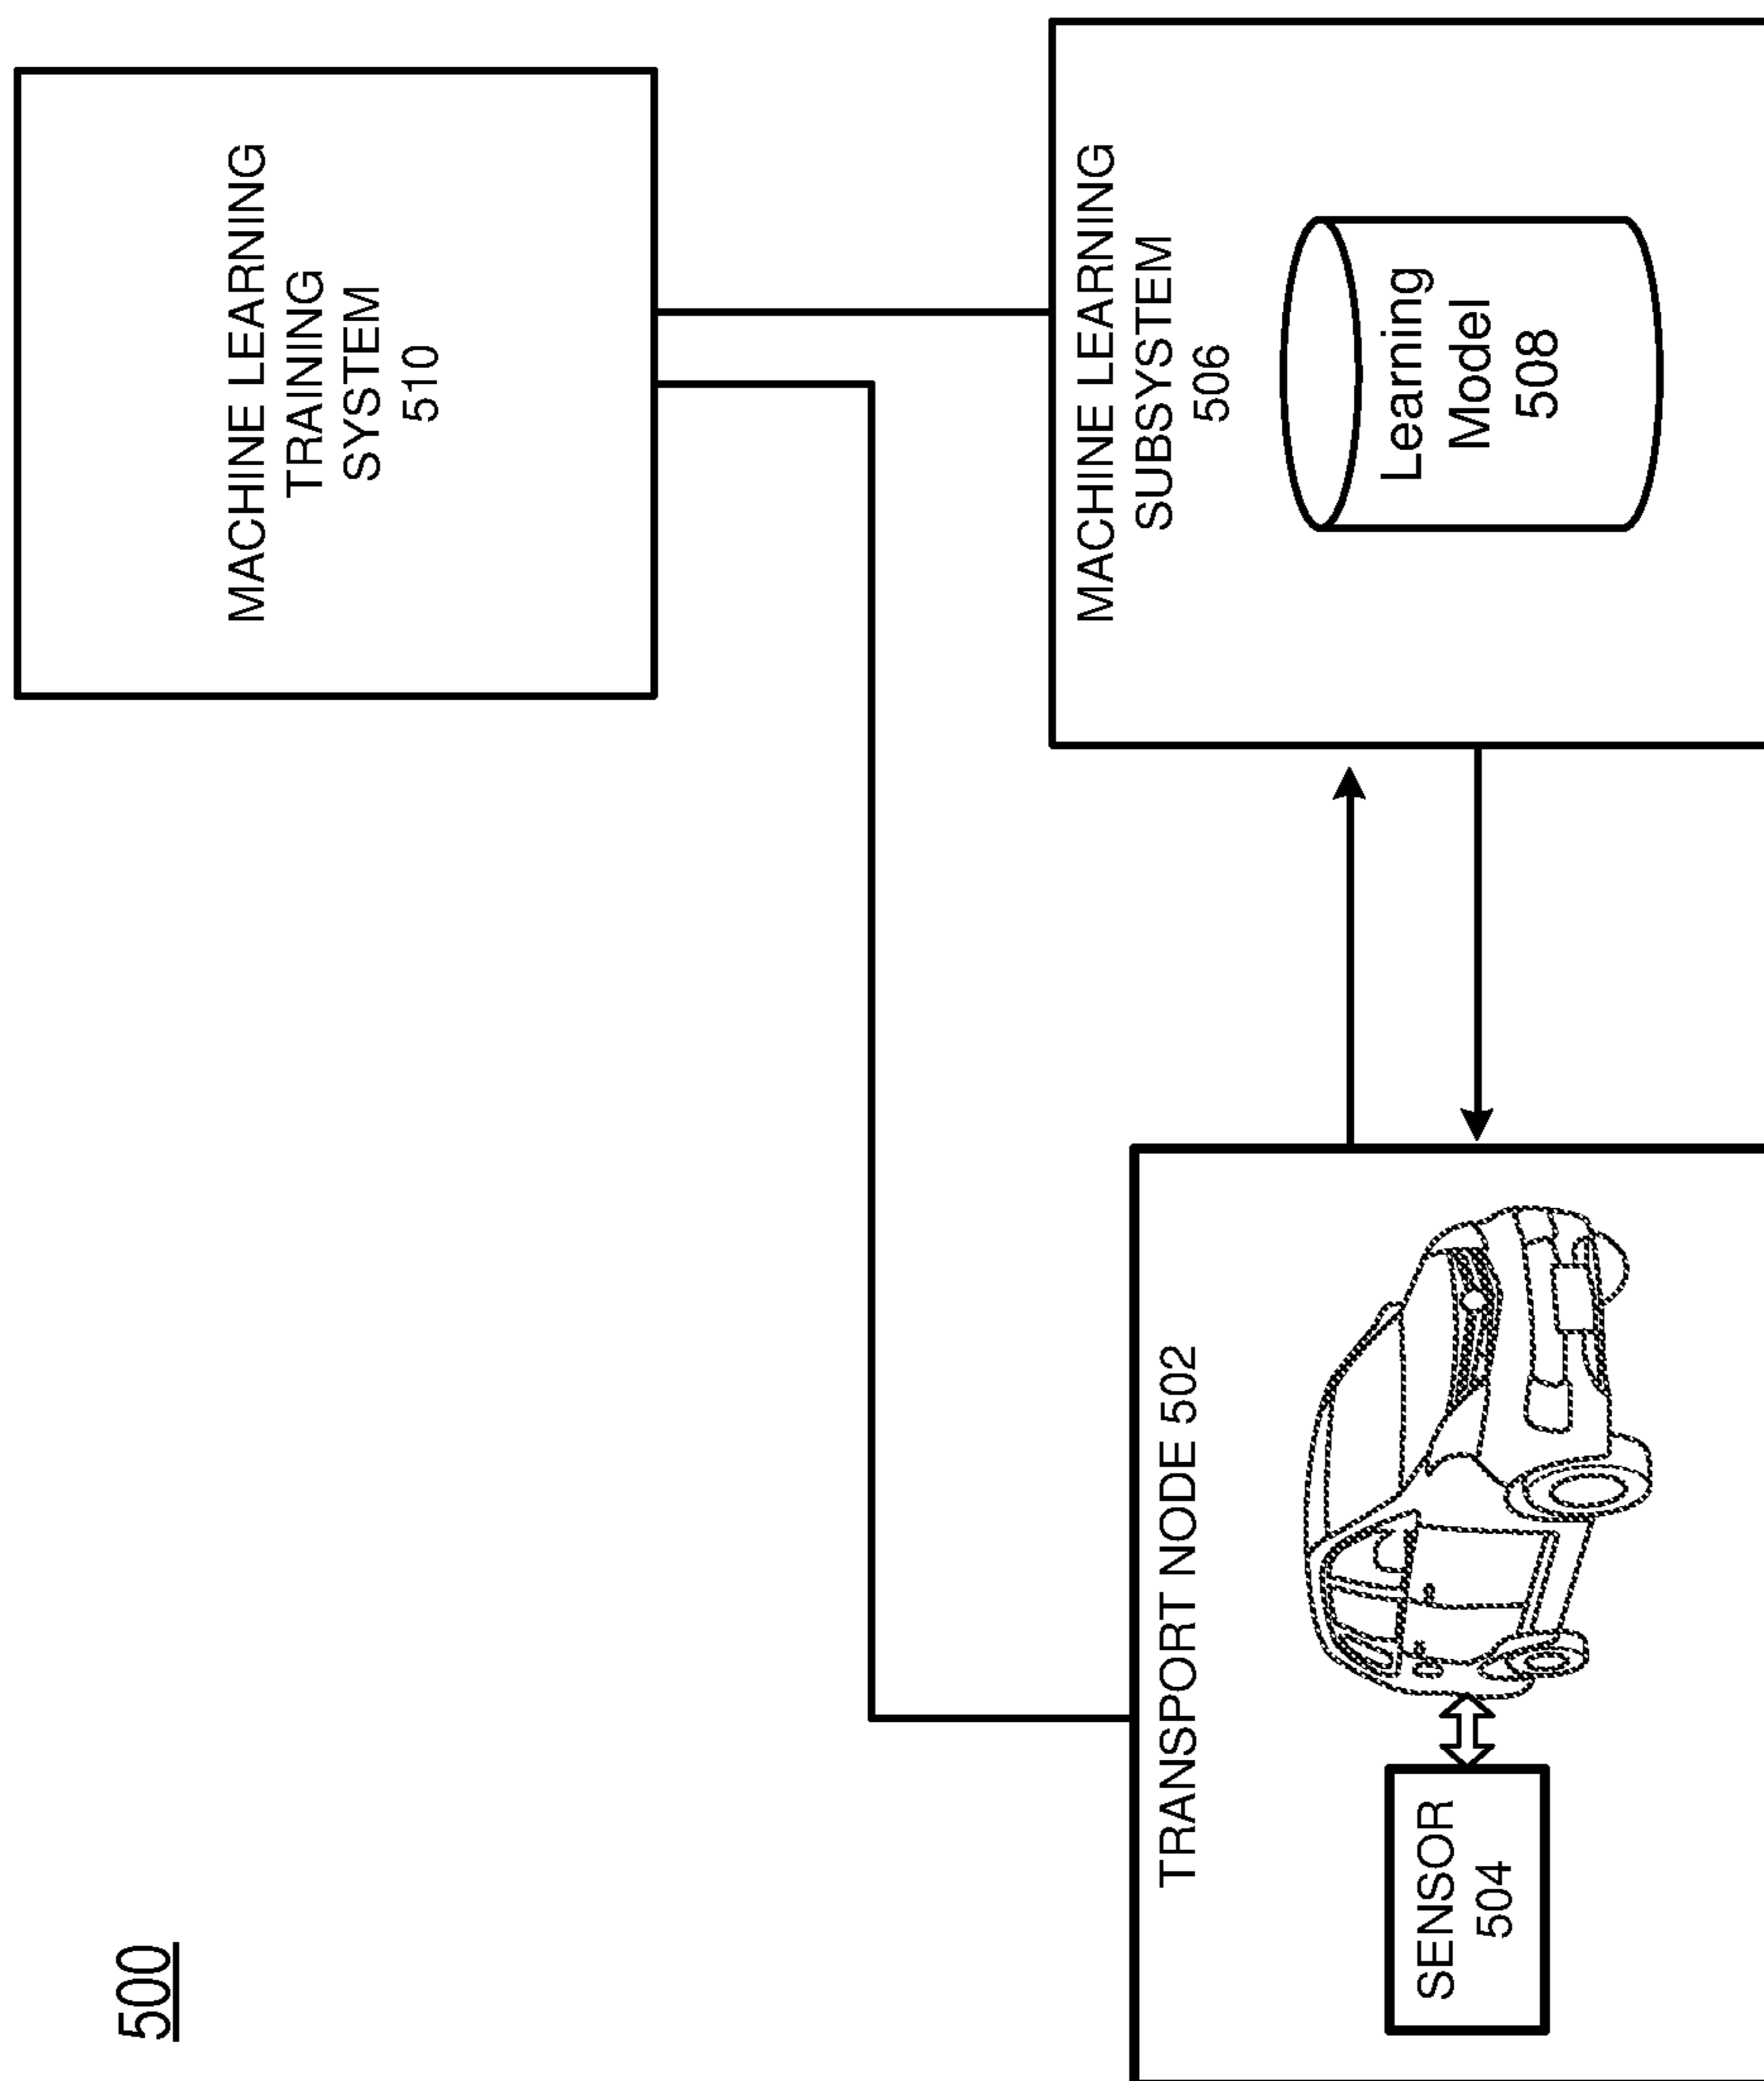 500
TRANSPORT NODE 502
SENSOR
504
MACHINE LEARNING
TRAINING
SYSTEM
510
MACHINE LEARNING
SUBSYSTEM
506
Learning
Model
508